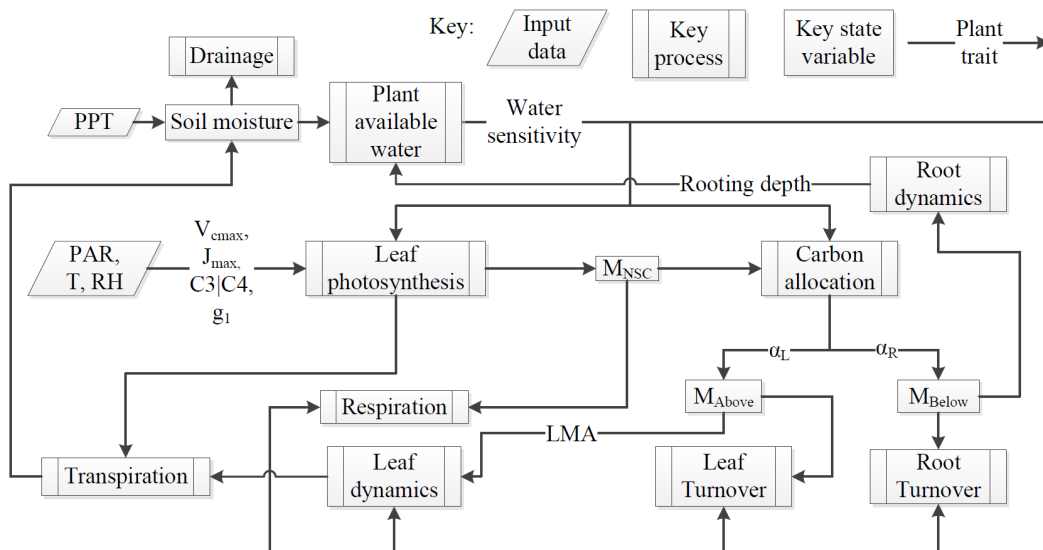 Key:
Input
data
Key
process
Key state
variable
Plant
trait
Drainage
PPT
Soil moisture
Plant
available
water
Water
sensitivity
Rooting depth
Root
dynamics
PAR,
T, RH
Vcmax,
Jmax,
C3|C4,
g1
Leaf
photosynthesis
MNSC
Carbon
allocation
αL
αR
Respiration
MAbove
MBelow
LMA
Transpiration
Leaf
dynamics
Leaf
Turnover
Root
Turnover